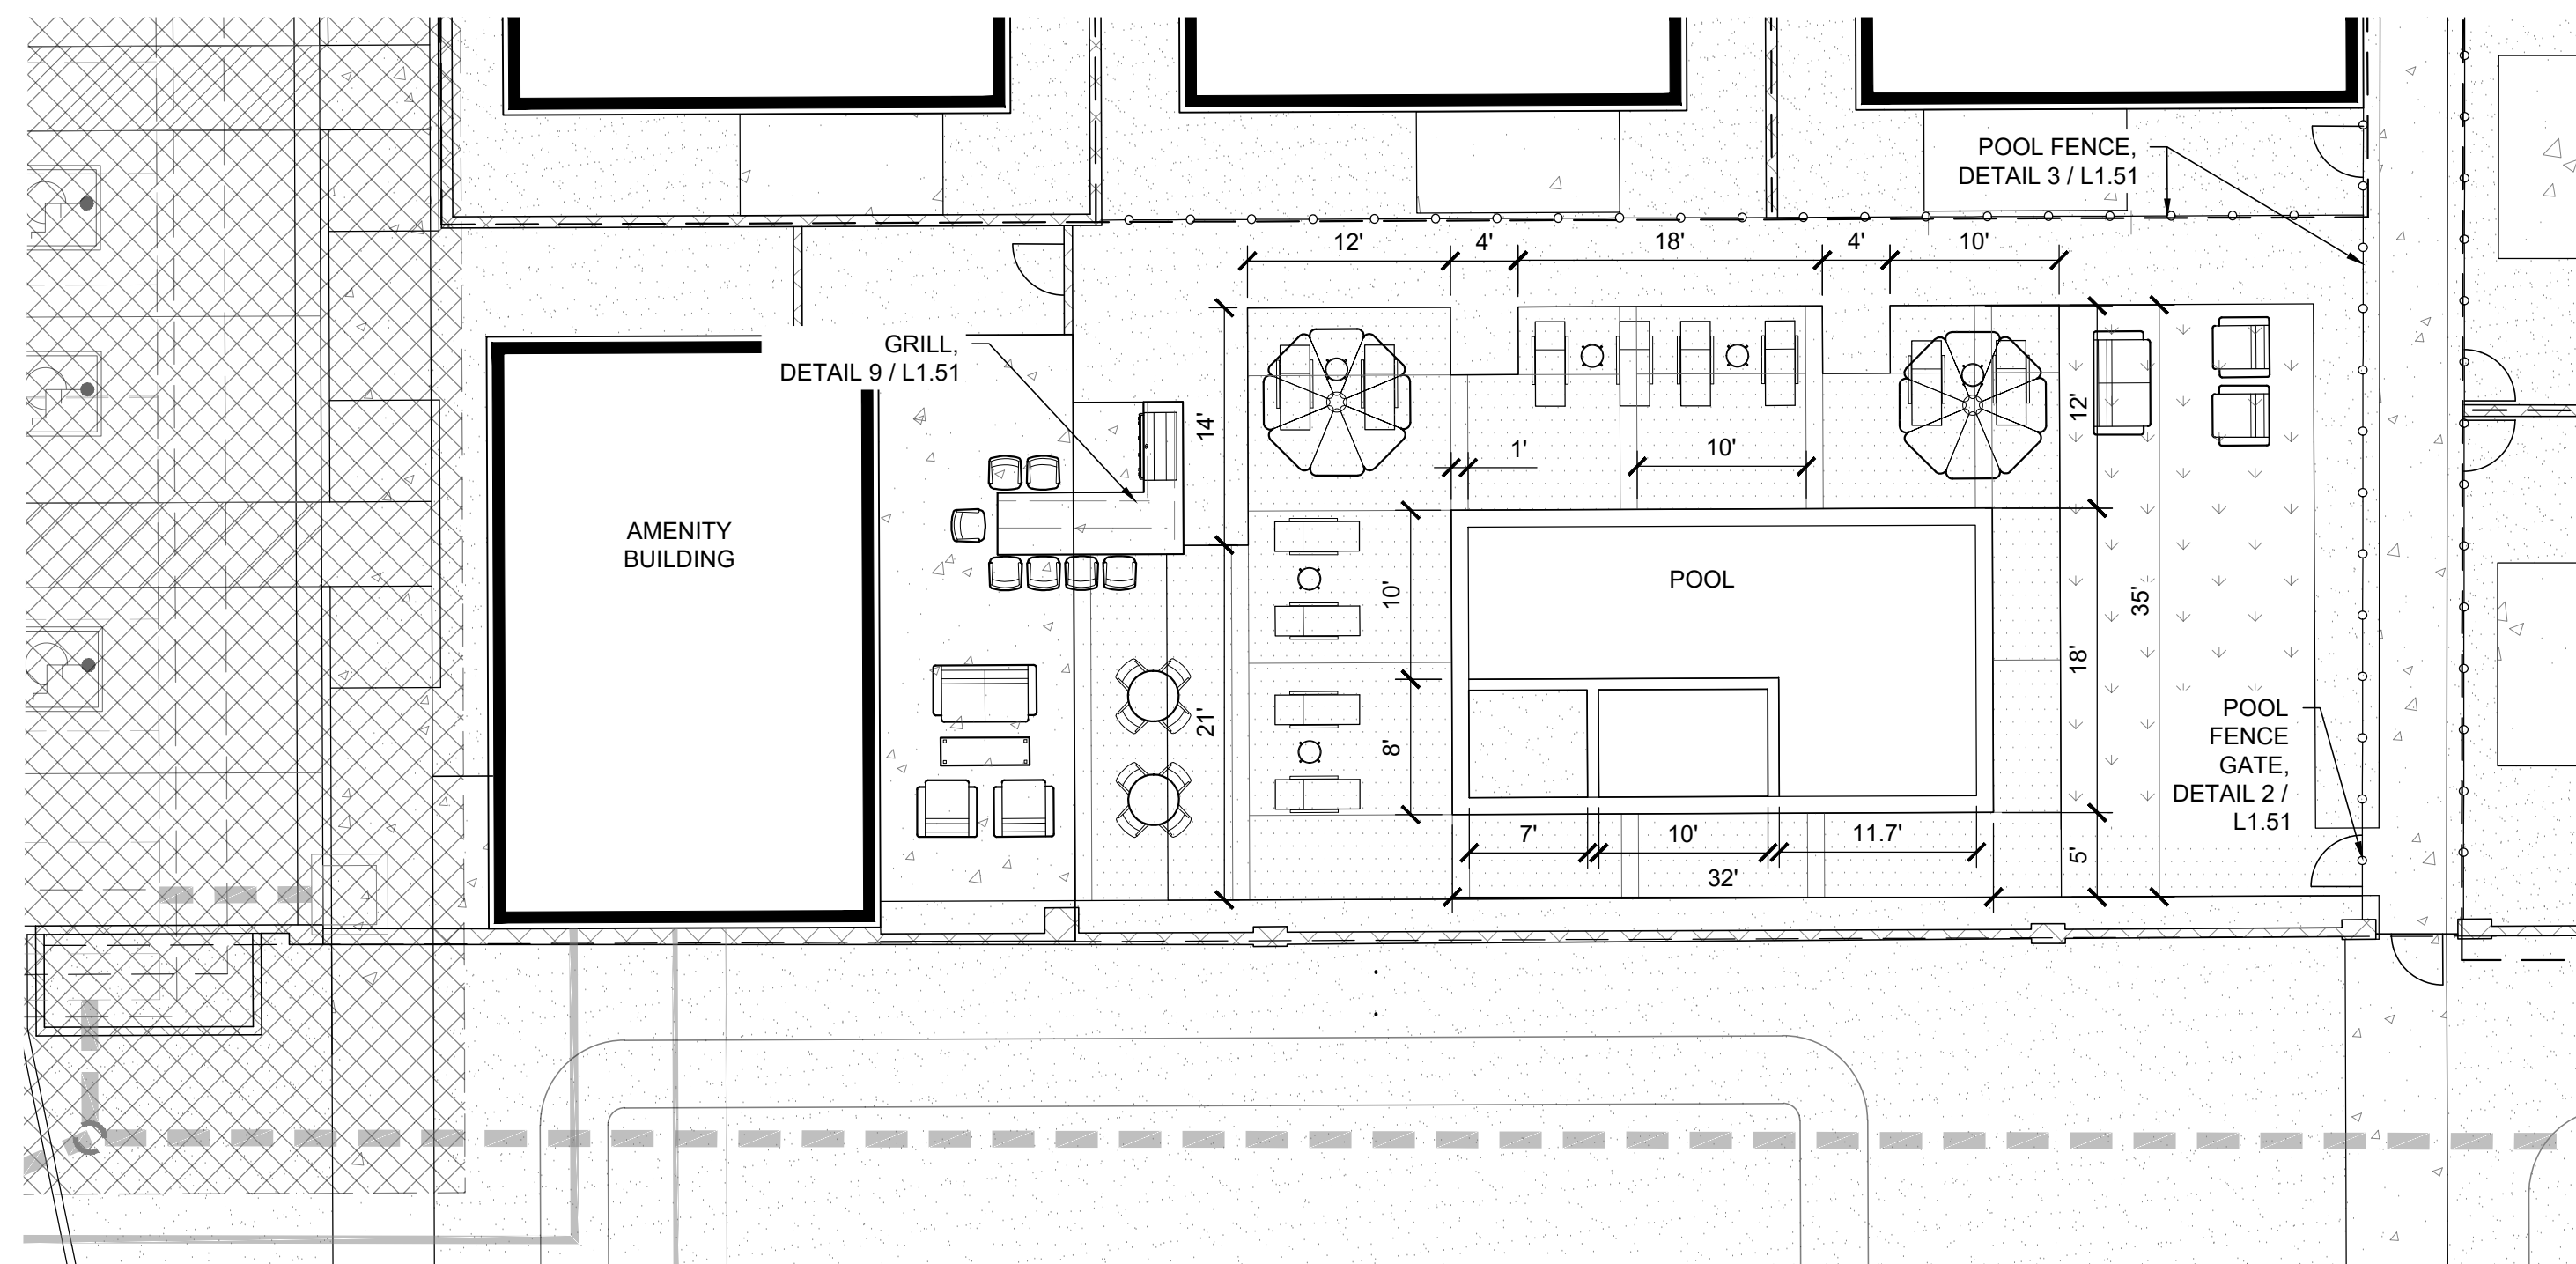 POOL FENCE,
DETAIL 3 / L1.51
12'
4'
18'
4'
10'
GRILL,
DETAIL 9 / L1.51
14'
12'
1'
10'
AMENITY
BUILDING
POOL
10'
35'
18'
21'
8'
POOL
FENCE
GATE,
DETAIL 2 /
L1.51
7'
10'
11.7'
5'
32'